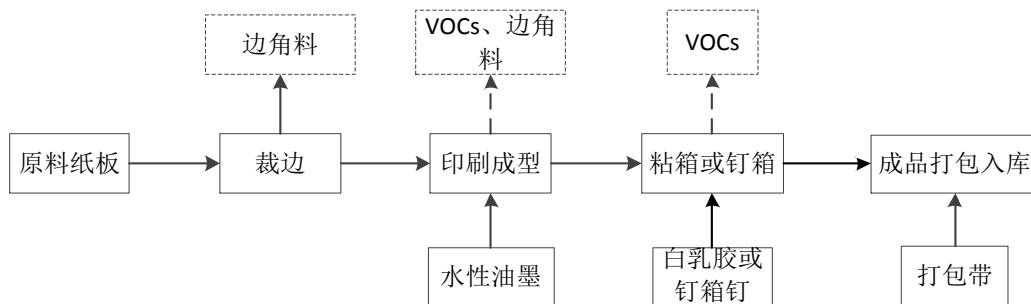 边角料
VOCs、边角
料
VOCs
原料纸板
裁边
印刷成型
粘箱或钉箱
成品打包入库
水性油墨
白乳胶或
钉箱钉
打包带